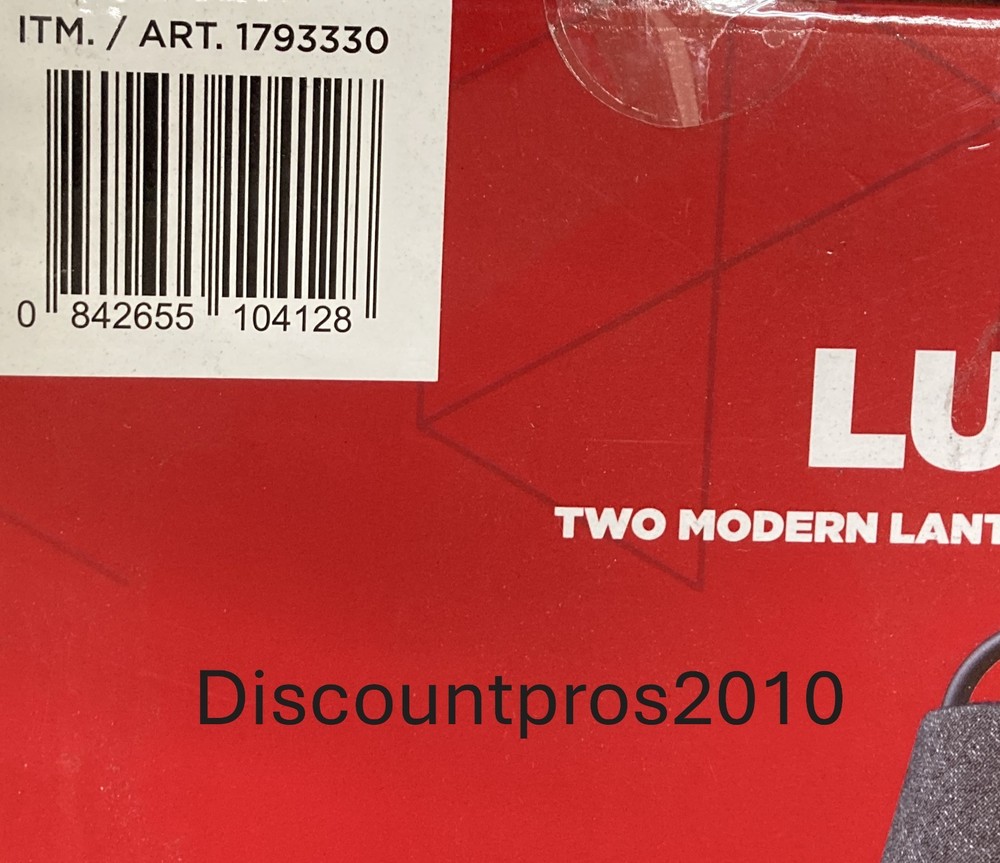 ITM. / ART. 1793330
0 842655 104128
LU
TWO MODERN LANT
Discountpros2010